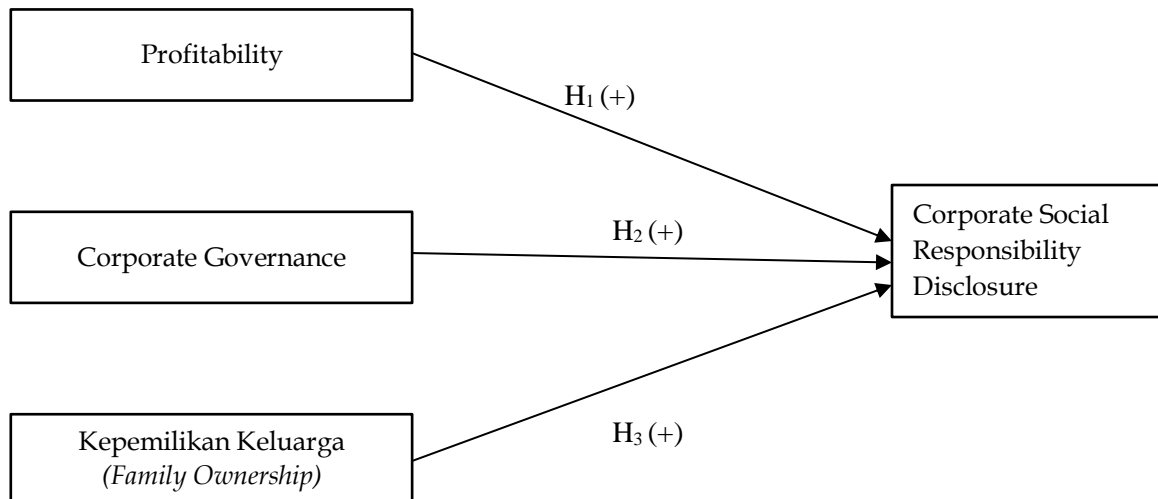 Profitability
H₁ (+)
Corporate Governance
H₂ (+)
Corporate Social
Responsibility
Disclosure
Kepemilikan Keluarga
(Family Ownership)
H₃ (+)